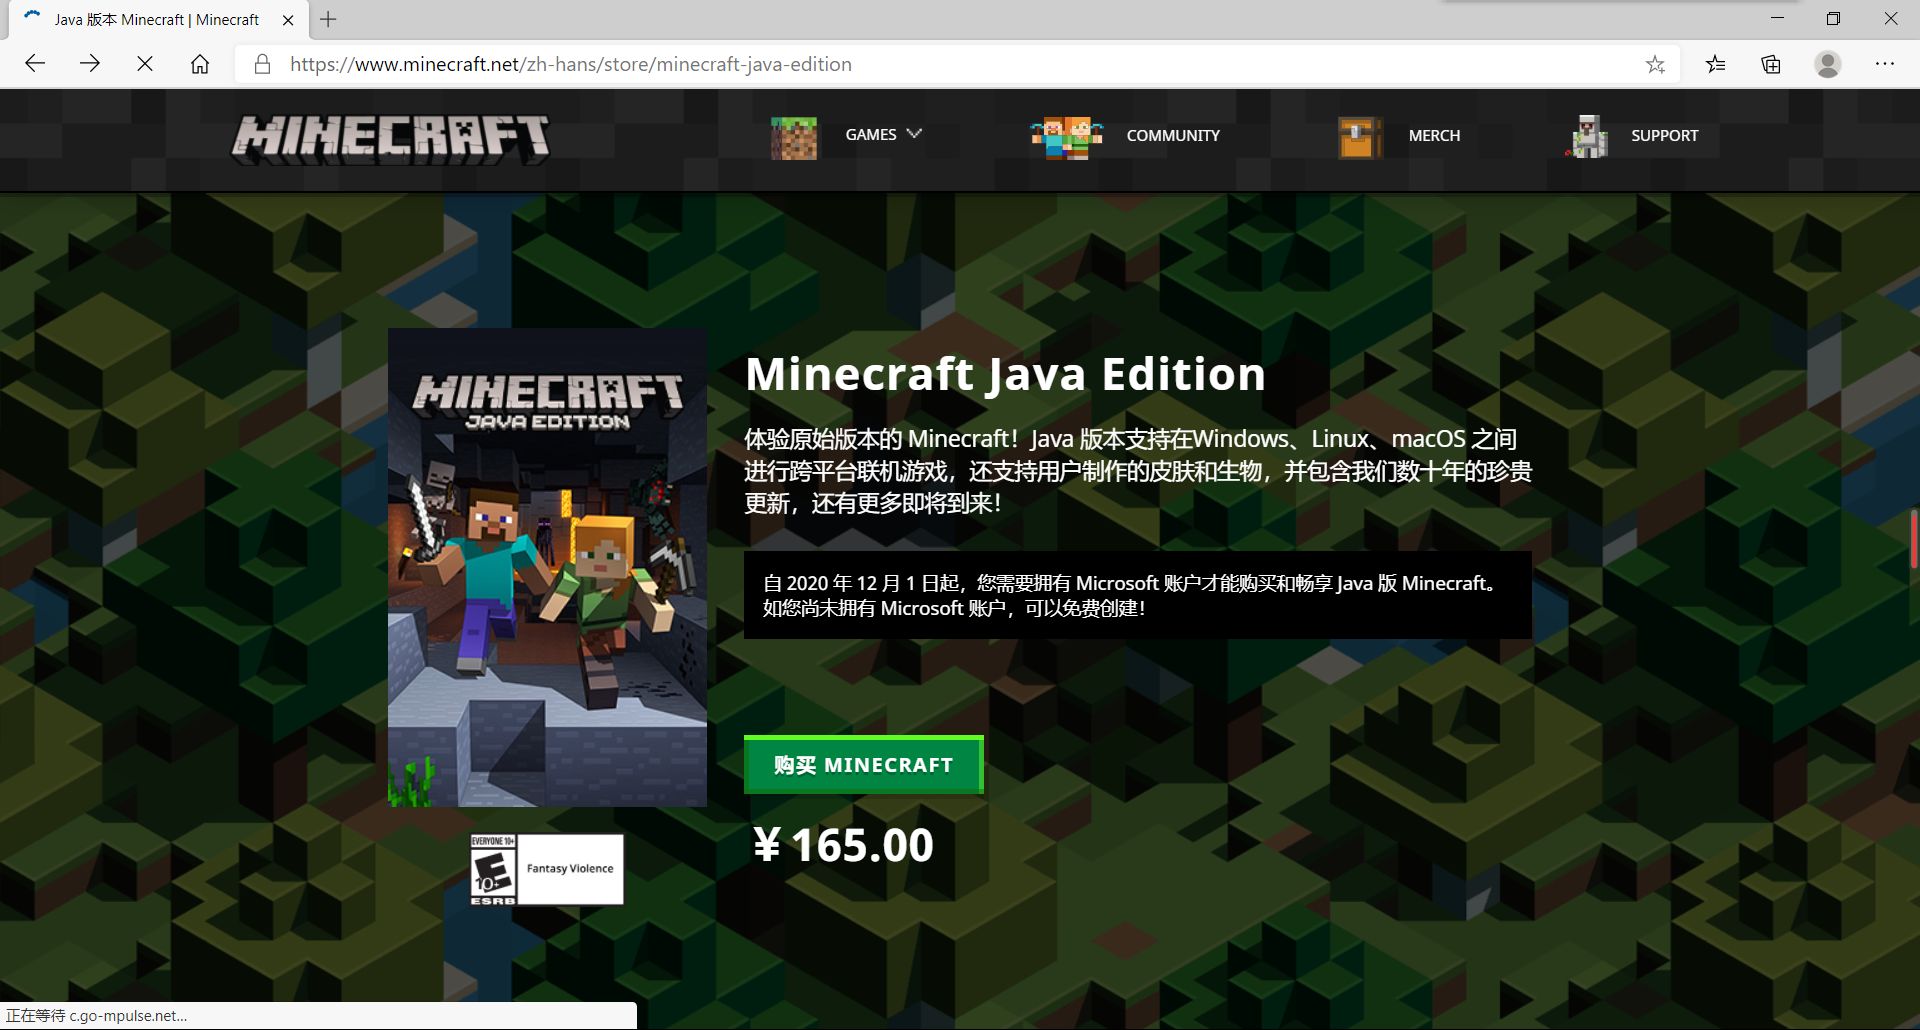 Java 版本 Minecraft | Minecraft
https://www.minecraft.net/zh-hans/store/minecraft-java-edition
MINECRAFT
GAMES
COMMUNITY
MERCH
SUPPORT
MINECRAFT
JAVA EDITION
Minecraft Java Edition
体验原始版本的 Minecraft！Java 版本支持在Windows、Linux、macOS 之间
进行跨平台联机游戏，还支持用户制作的皮肤和生物，并包含我们数十年的珍贵
更新，还有更多即将到来！
自 2020 年 12 月 1 日起，您需要拥有 Microsoft 账户才能购买和畅享 Java 版 Minecraft。
如您尚未拥有 Microsoft 账户，可以免费创建！
购买 MINECRAFT
￥165.00
EVERYONE 10+
E
10+
ESRB
Fantasy Violence
正在等待 c.go-mpulse.net...